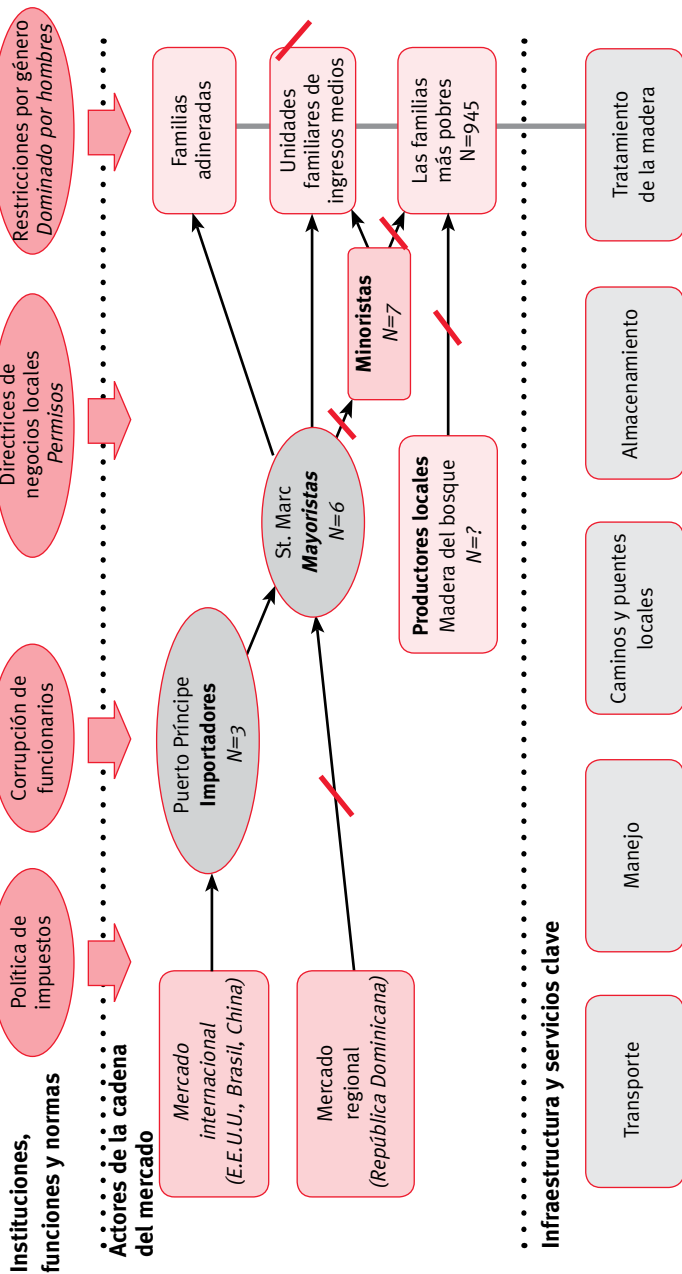 Instituciones,
funciones y normas
Política de
impuestos
Corrupción de
funcionarios
Directrices de
negocios locales
Permisos
Restricciones por género
Dominado por hombres
Actores de la cadena
del mercado
Mercado
internacional
(E.E.U.U., Brasil, China)
Mercado
regional
(República Dominicana)
Puerto Príncipe
Importadores
N=3
St. Marc
Mayoristas
N=6
Productores locales
Madera del bosque
N=?
Minoristas
N=7
Familias
adineradas
Unidades
familiares de
ingresos medios
Las familias
más pobres
N=945
Infraestructura y servicios clave
Transporte
Manejo
Caminos y puentes
locales
Almacenamiento
Tratamiento
de la madera